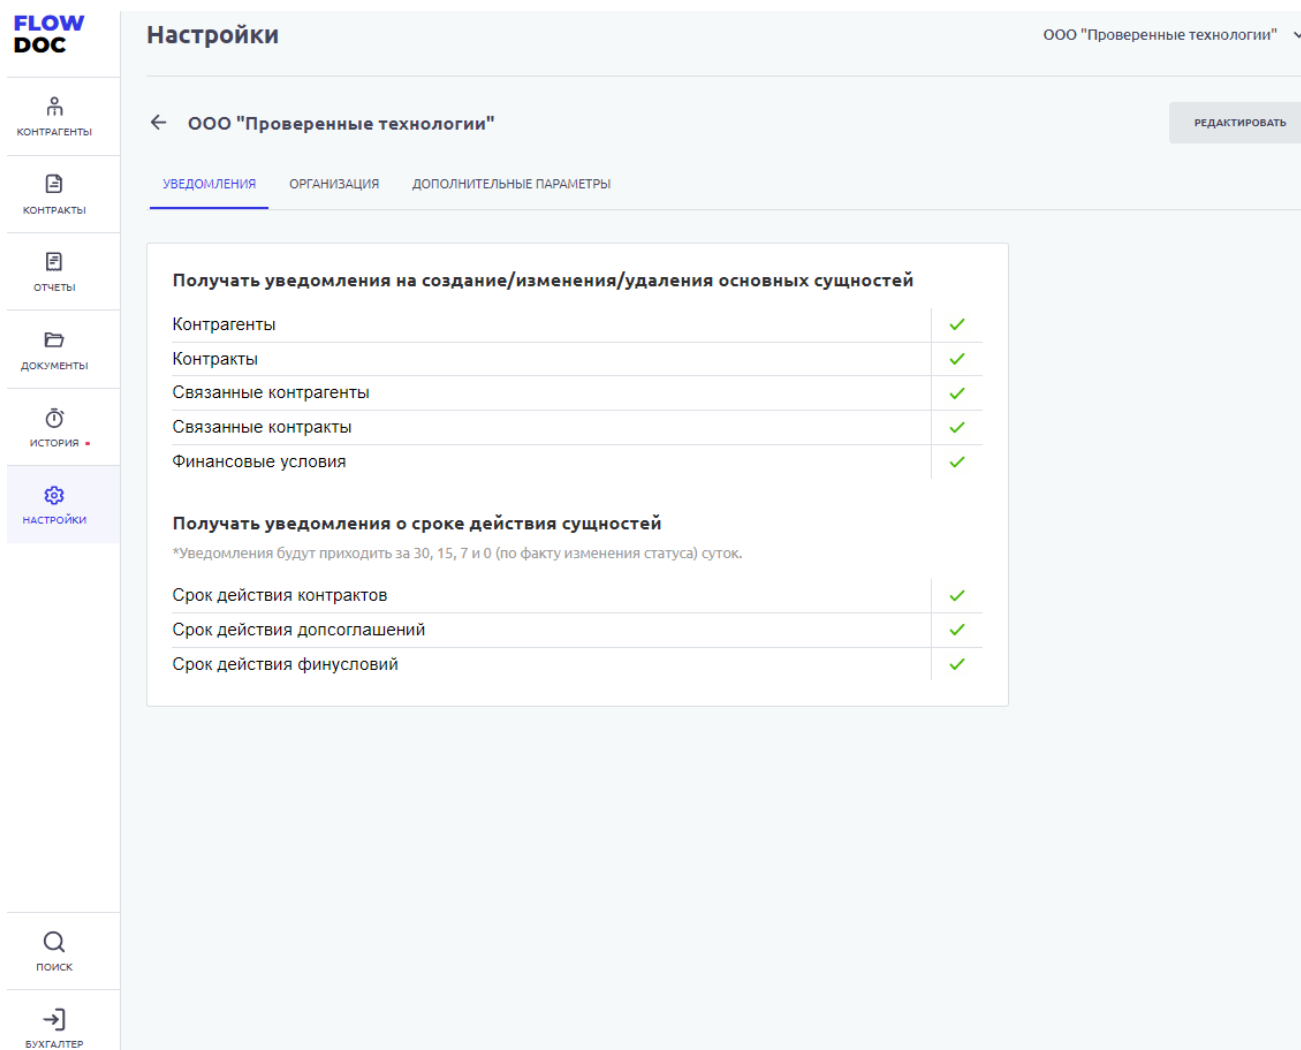 FLOW
DOC
Настройки
ООО "Проверенные технологии"
КОНТРАГЕНТЫ
КОНТРАКТЫ
ОТЧЕТЫ
ДОКУМЕНТЫ
ИСТОРИЯ
НАСТРОЙКИ
ПОИСК
БУХГАЛТЕР
ООО "Проверенные технологии"
РЕДАКТИРОВАТЬ
УВЕДОМЛЕНИЯ ОРГАНИЗАЦИЯ ДОПОЛНИТЕЛЬНЫЕ ПАРАМЕТРЫ
Получать уведомления на создание/изменения/удаления основных сущностей
Контрагенты
Контракты
Связанные контрагенты
Связанные контракты
Финансовые условия
Получать уведомления о сроке действия сущностей
*Уведомления будут приходить за 30, 15, 7 и 0 (по факту изменения статуса) суток.
Срок действия контрактов
Срок действия допсоглашений
Срок действия финусловий